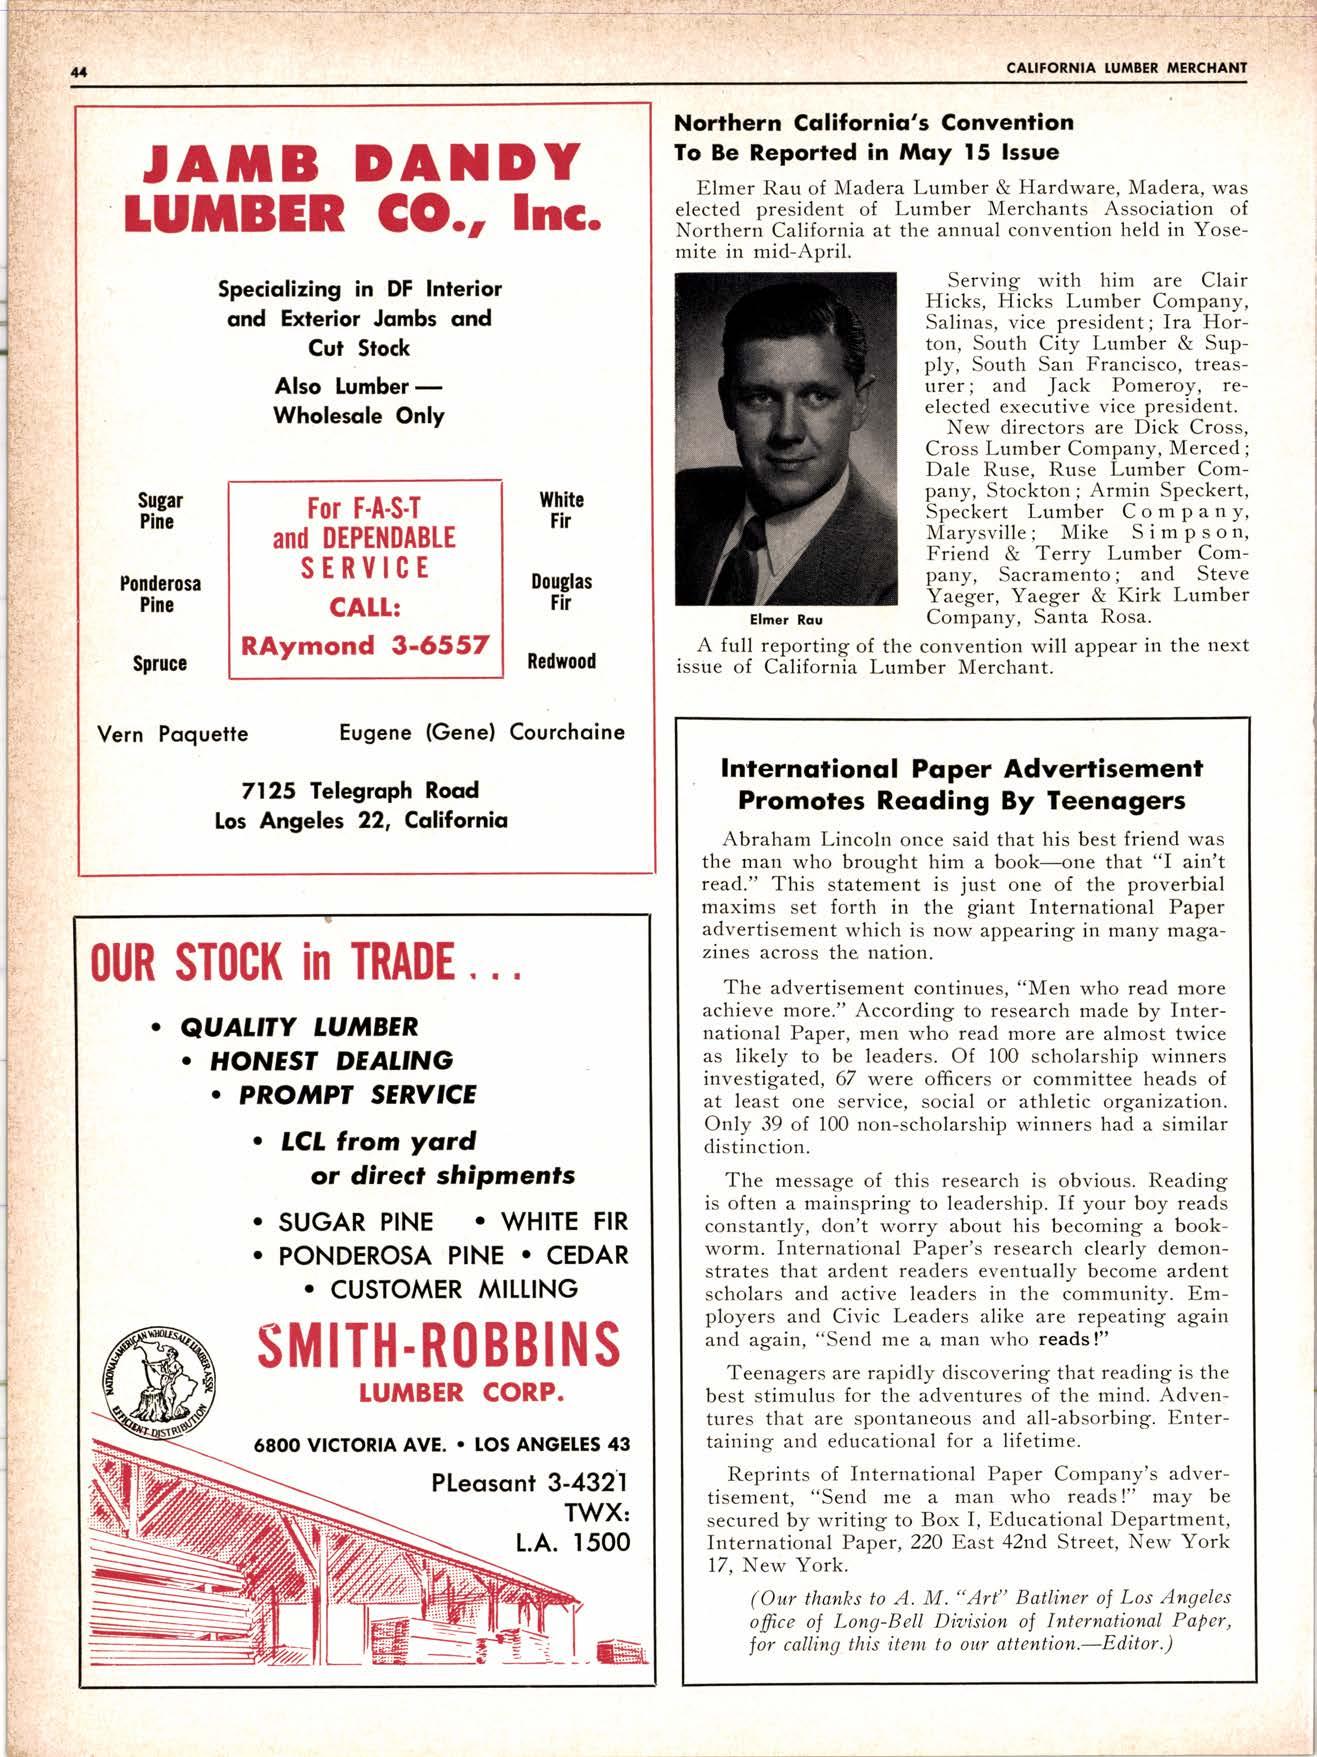 44
CALIFORNIA LUMBER MERCHANT
JAMB DANDY
LUMBER CO., Inc.
Specializing in DF Interior
and Exterior Jambs and
Cut Stock
Also Lumber —
Wholesale Only
Sugar
Pine
Ponderosa
Pine
Spruce
For F-A-S-T
and DEPENDABLE
SERVICE
CALL:
RAymond 3-6557
White
Fir
Douglas
Fir
Redwood
Vern Paquette Eugene (Gene) Courchaine
7125 Telegraph Road
Los Angeles 22, California
OUR STOCK in TRADE . . .
• QUALITY LUMBER
• HONEST DEALING
• PROMPT SERVICE
• LCL from yard
or direct shipments
• SUGAR PINE • WHITE FIR
• PONDEROSA PINE • CEDAR
• CUSTOMER MILLING
NATIONAL-AMERICAN WHOLESALE LUMBER ASSN.
EFFICIENT DISTRIBUTION
SMITH-ROBBINS
LUMBER CORP.
6800 VICTORIA AVE. • LOS ANGELES 43
PLeasant 3-4321
TWX:
L.A. 1500
Northern California's Convention
To Be Reported in May 15 Issue
Elmer Rau of Madera Lumber & Hardware, Madera, was
elected president of Lumber Merchants Association of
Northern California at the annual convention held in Yose-
mite in mid-April.
Serving with him are Clair
Hicks, Hicks Lumber Company,
Salinas, vice president; Ira Hor-
ton, South City Lumber & Sup-
ply, South San Francisco, treas-
urer; and Jack Pomeroy, re-
elected executive vice president.
New directors are Dick Cross,
Cross Lumber Company, Merced;
Dale Ruse, Ruse Lumber Com-
pany, Stockton; Armin Speckert,
Speckert Lumber Company,
Marysville; Mike Simpson,
Friend & Terry Lumber Com-
pany, Sacramento; and Steve
Yaeger, Yaeger & Kirk Lumber
Company, Santa Rosa.
Elmer Rau
A full reporting of the convention will appear in the next
issue of California Lumber Merchant.
International Paper Advertisement
Promotes Reading By Teenagers
Abraham Lincoln once said that his best friend was
the man who brought him a book—one that "I ain't
read." This statement is just one of the proverbial
maxims set forth in the giant International Paper
advertisement which is now appearing in many maga-
zines across the nation.
The advertisement continues, "Men who read more
achieve more." According to research made by Inter-
national Paper, men who read more are almost twice
as likely to be leaders. Of 100 scholarship winners
investigated, 67 were officers or committee heads of
at least one service, social or athletic organization.
Only 39 of 100 non-scholarship winners had a similar
distinction.
The message of this research is obvious. Reading
is often a mainspring to leadership. If your boy reads
constantly, don't worry about his becoming a book-
worm. International Paper's research clearly demon-
strates that ardent readers eventually become ardent
scholars and active leaders in the community. Em-
ployers and Civic Leaders alike are repeating again
and again, "Send me a man who reads!"
Teenagers are rapidly discovering that reading is the
best stimulus for the adventures of the mind. Adven-
tures that are spontaneous and all-absorbing. Enter-
taining and educational for a lifetime.
Reprints of International Paper Company's adver-
tisement, "Send me a man who reads!" may be
secured by writing to Box I, Educational Department,
International Paper, 220 East 42nd Street, New York
17, New York.
(Our thanks to A. M. "Art" Batliner of Los Angeles
office of Long-Bell Division of International Paper,
for calling this item to our attention.—Editor.)